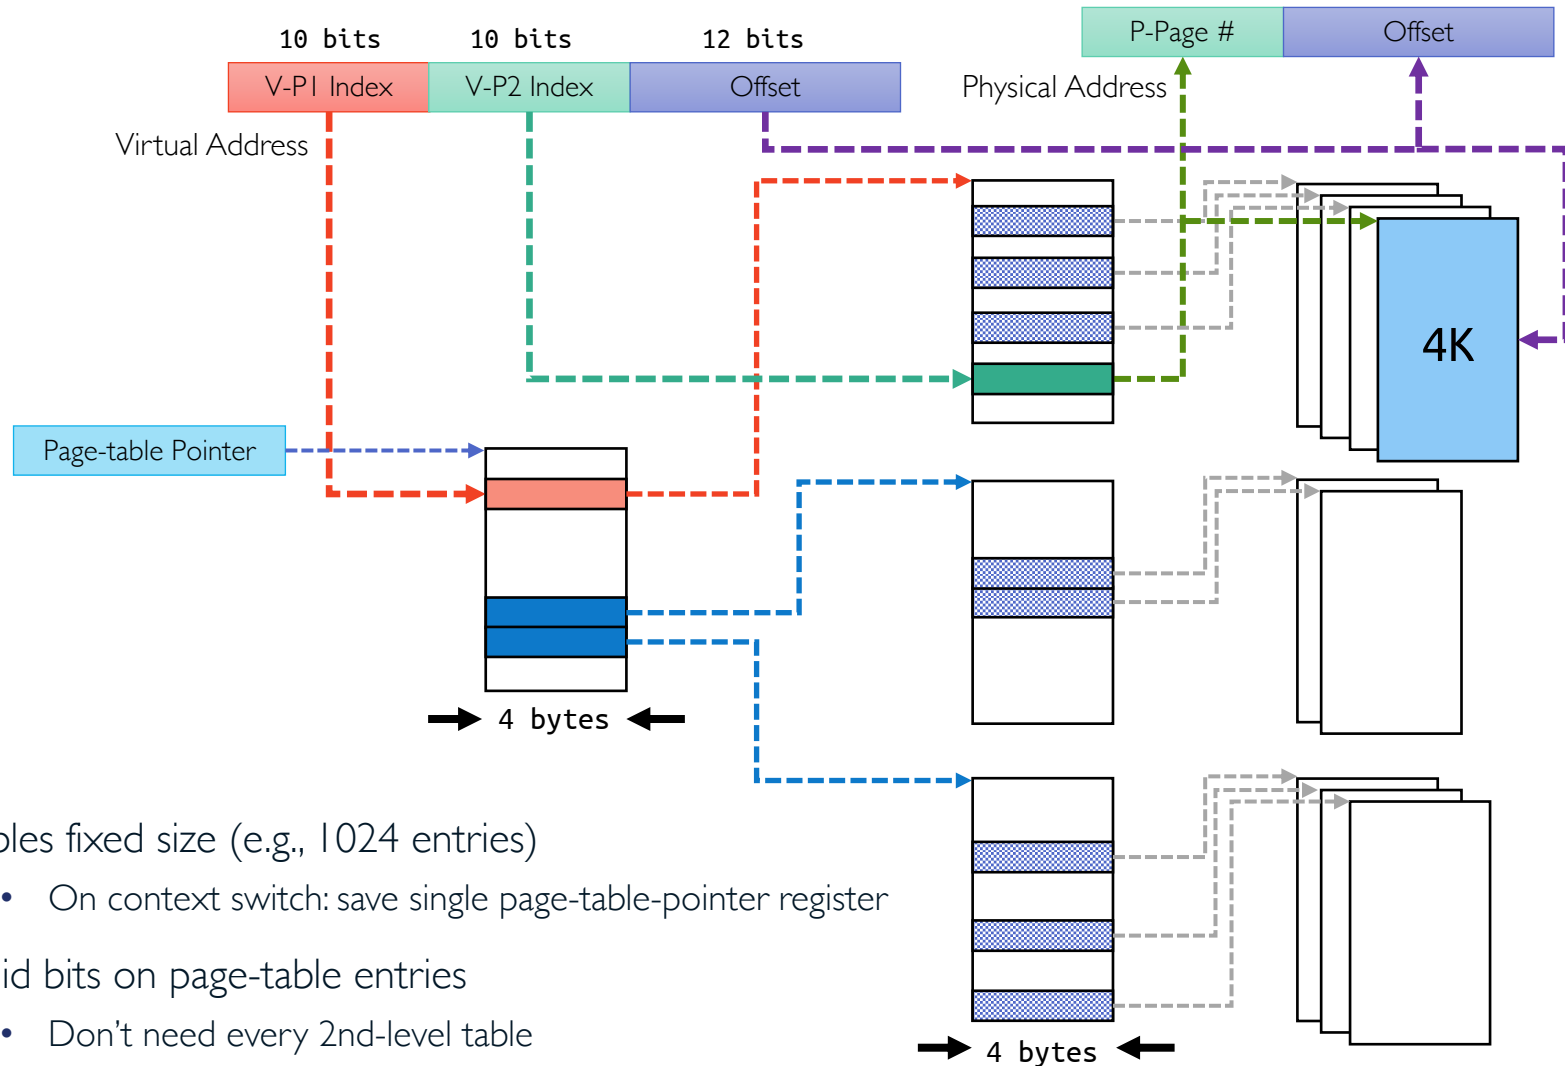 10 bits
10 bits
12 bits
V-P1 Index
V-P2 Index
Offset
Virtual Address
P-Page #
Offset
Physical Address
4K
Page-table Pointer
4 bytes
bles fixed size (e.g., 1024 entries)
• On context switch: save single page-table-pointer register
id bits on page-table entries
• Don’t need every 2nd-level table
4 bytes